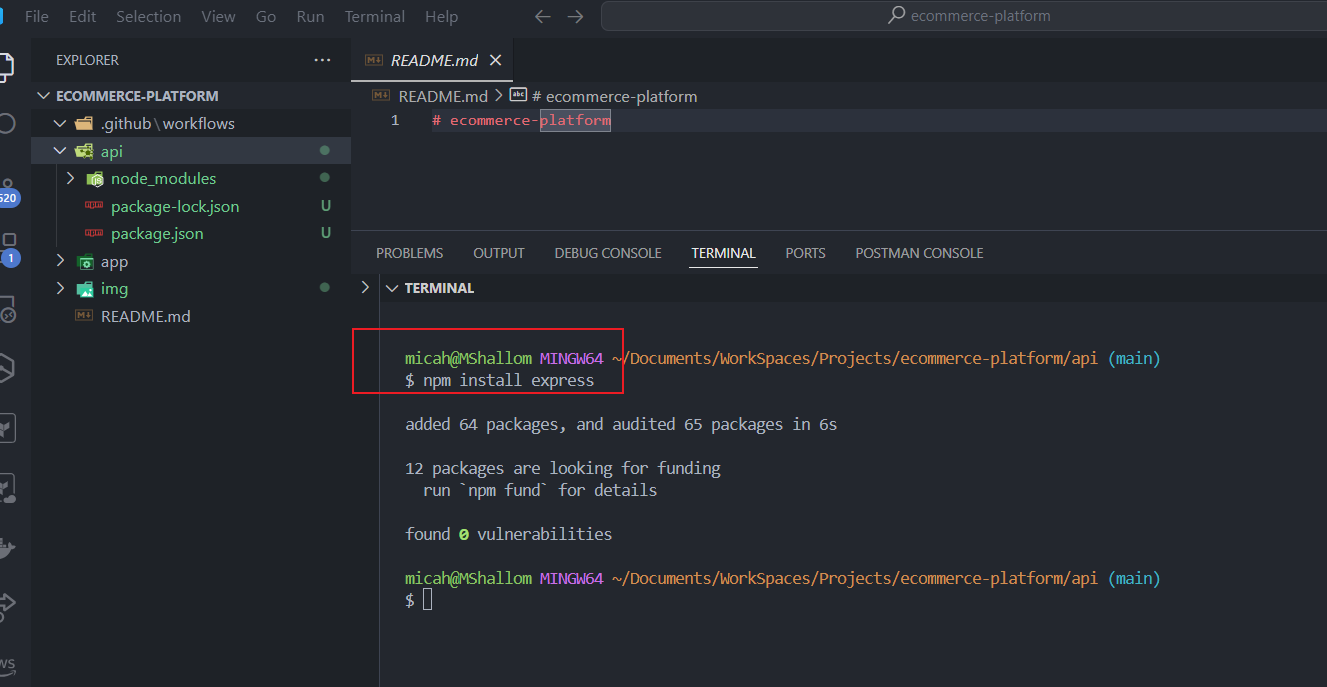 File Edit Selection View Go Run Terminal Help
ecommerce-platform
EXPLORER
ECOMMERCE-PLATFORM
.github\workflows
api
node_modules
package-lock.json U
package.json U
app
img
README.md
520
1
README.md
README.md > # ecommerce-platform
1 # ecommerce-platform
PROBLEMS OUTPUT DEBUG CONSOLE TERMINAL PORTS POSTMAN CONSOLE
TERMINAL
micah@MShallom MINGW64 ~/Documents/WorkSpaces/Projects/ecommerce-platform/api (main)
$ npm install express
added 64 packages, and audited 65 packages in 6s
12 packages are looking for funding
run `npm fund` for details
found 0 vulnerabilities
micah@MShallom MINGW64 ~/Documents/WorkSpaces/Projects/ecommerce-platform/api (main)
$